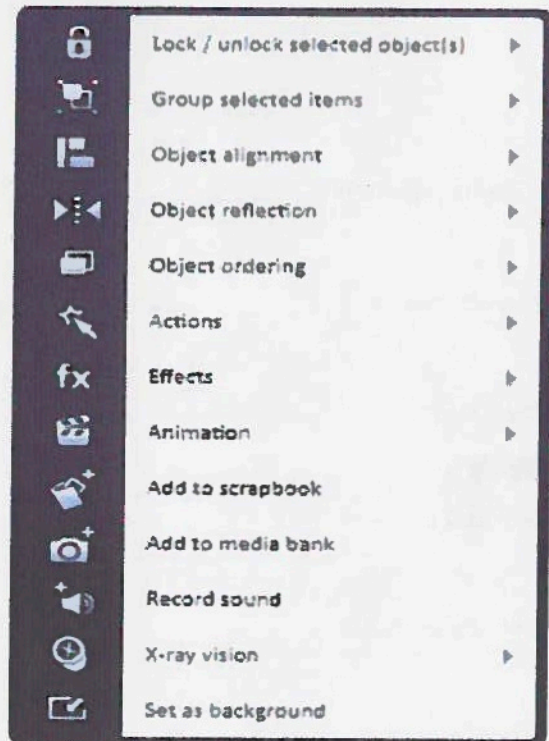 Lock / unlock selected object(s)
Group selected items
Object alignment
Object reflection
Object ordering
Actions
fx Effects
Animation
Add to scrapbook
Add to media bank
Record sound
X-ray vision
Set as background